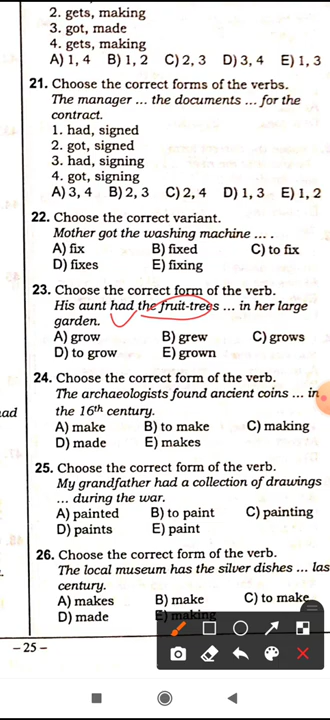 2. gets, making
3. got, made
4. gets, making
A) 1, 4 B) 1, 2 C) 2, 3 D) 3, 4 E) 1, 3
21. Choose the correct forms of the verbs.
The manager ... the documents ... for the
contract.
1. had, signed
2. got, signed
3. had, signing
4. got, signing
A) 3, 4 B) 2, 3 C) 2, 4 D) 1, 3 E) 1, 2
22. Choose the correct variant.
Mother got the washing machine ... .
A) fix B) fixed C) to fix
D) fixes E) fixing
23. Choose the correct form of the verb.
His aunt had the fruit-trees ... in her large
garden.
A) grow B) grew C) grows
D) to grow E) grown
24. Choose the correct form of the verb.
The archaeologists found ancient coins ... in
ad the 16th century.
A) make B) to make C) making
D) made E) makes
25. Choose the correct form of the verb.
My grandfather had a collection of drawings
... during the war.
A) painted B) to paint C) painting
D) paints E) paint
26. Choose the correct form of the verb.
The local museum has the silver dishes ... las
century.
A) makes B) make C) to make
D) made E) making
– 25 –